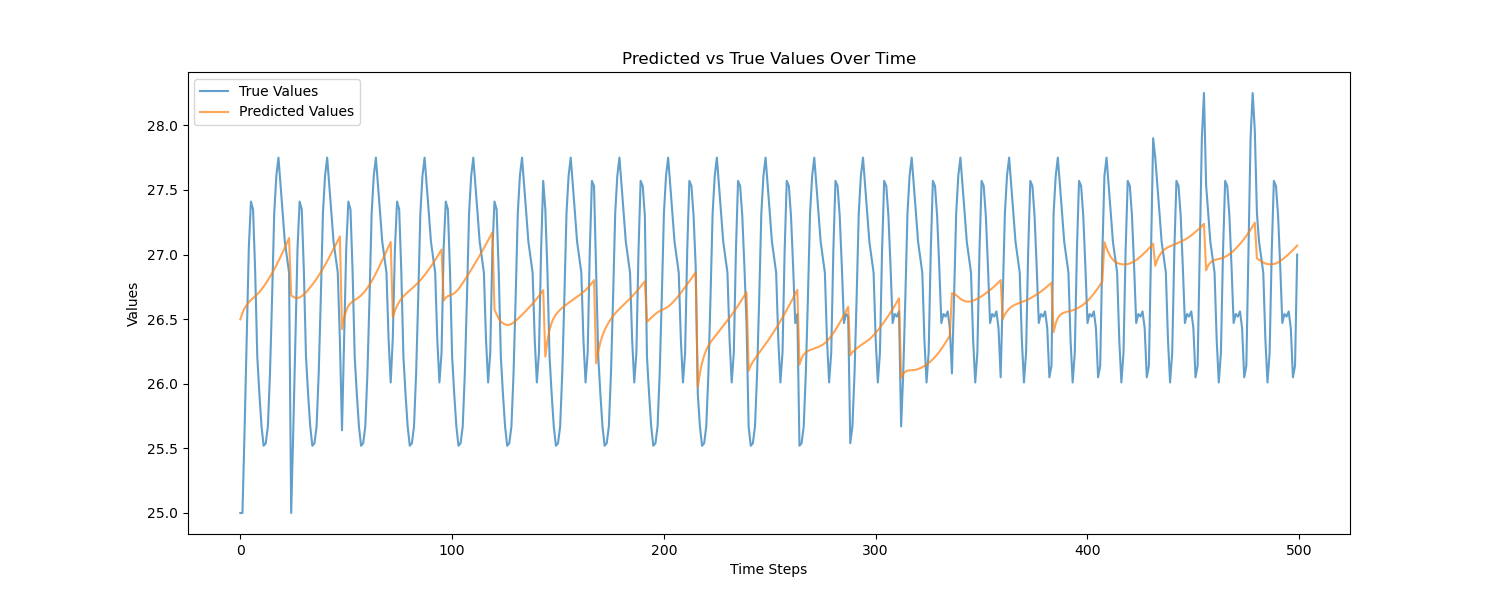 Predicted vs True Values Over Time
True Values
Predicted Values
28.0
27.5
27.0
26.5
26.0
25.5
25.0
Values
0 100 200 300 400 500
Time Steps